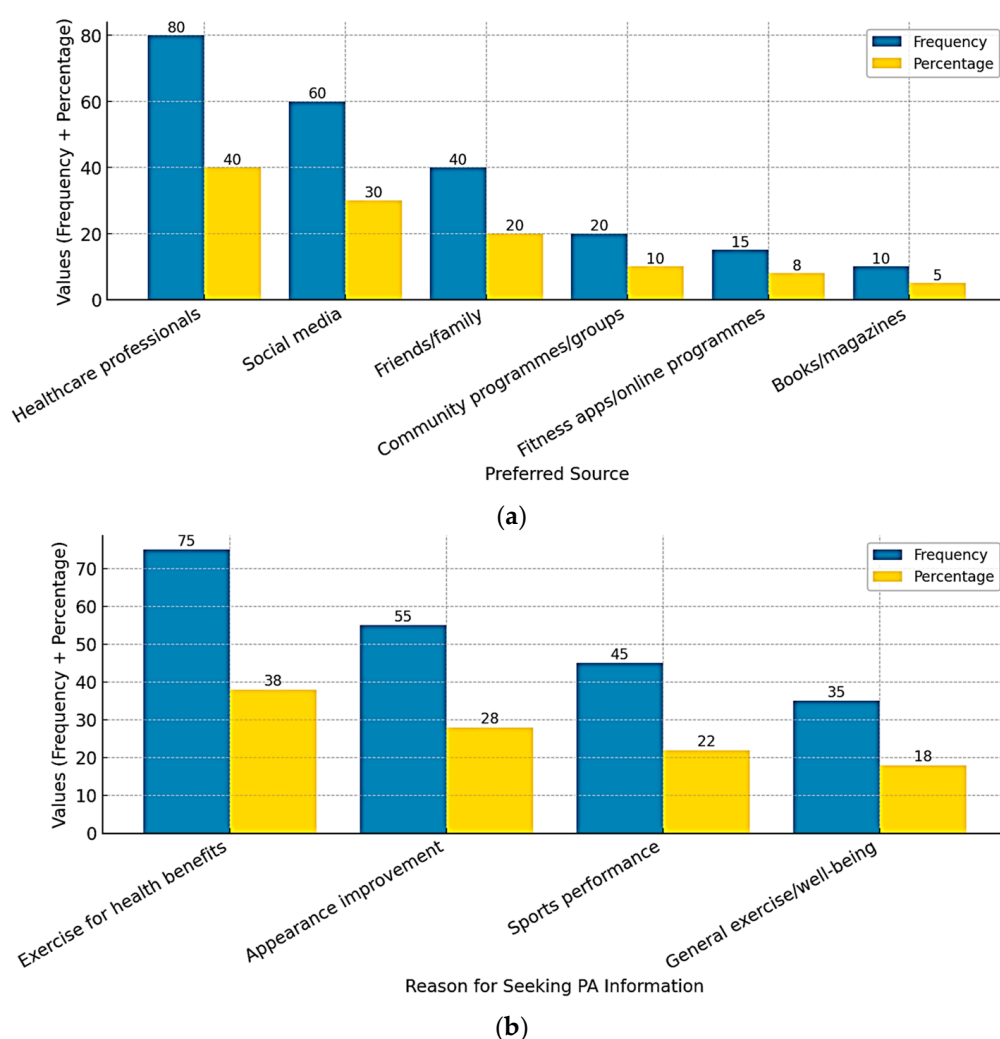 Values (Frequency + Percentage)
80
60
40
20
0
80
40
60
30
40
20
20
10
15
8
10
5
Frequency
Percentage
Healthcare professionals
Social media
Friends/family
Community programmes/groups
Fitness apps/online programmes
Books/magazines
Preferred Source
(a)
Values (Frequency + Percentage)
70
60
50
40
30
20
10
0
75
38
55
28
45
22
35
18
Frequency
Percentage
Exercise for health benefits
Appearance improvement
Sports performance
General exercise/well-being
Reason for Seeking PA Information
(b)